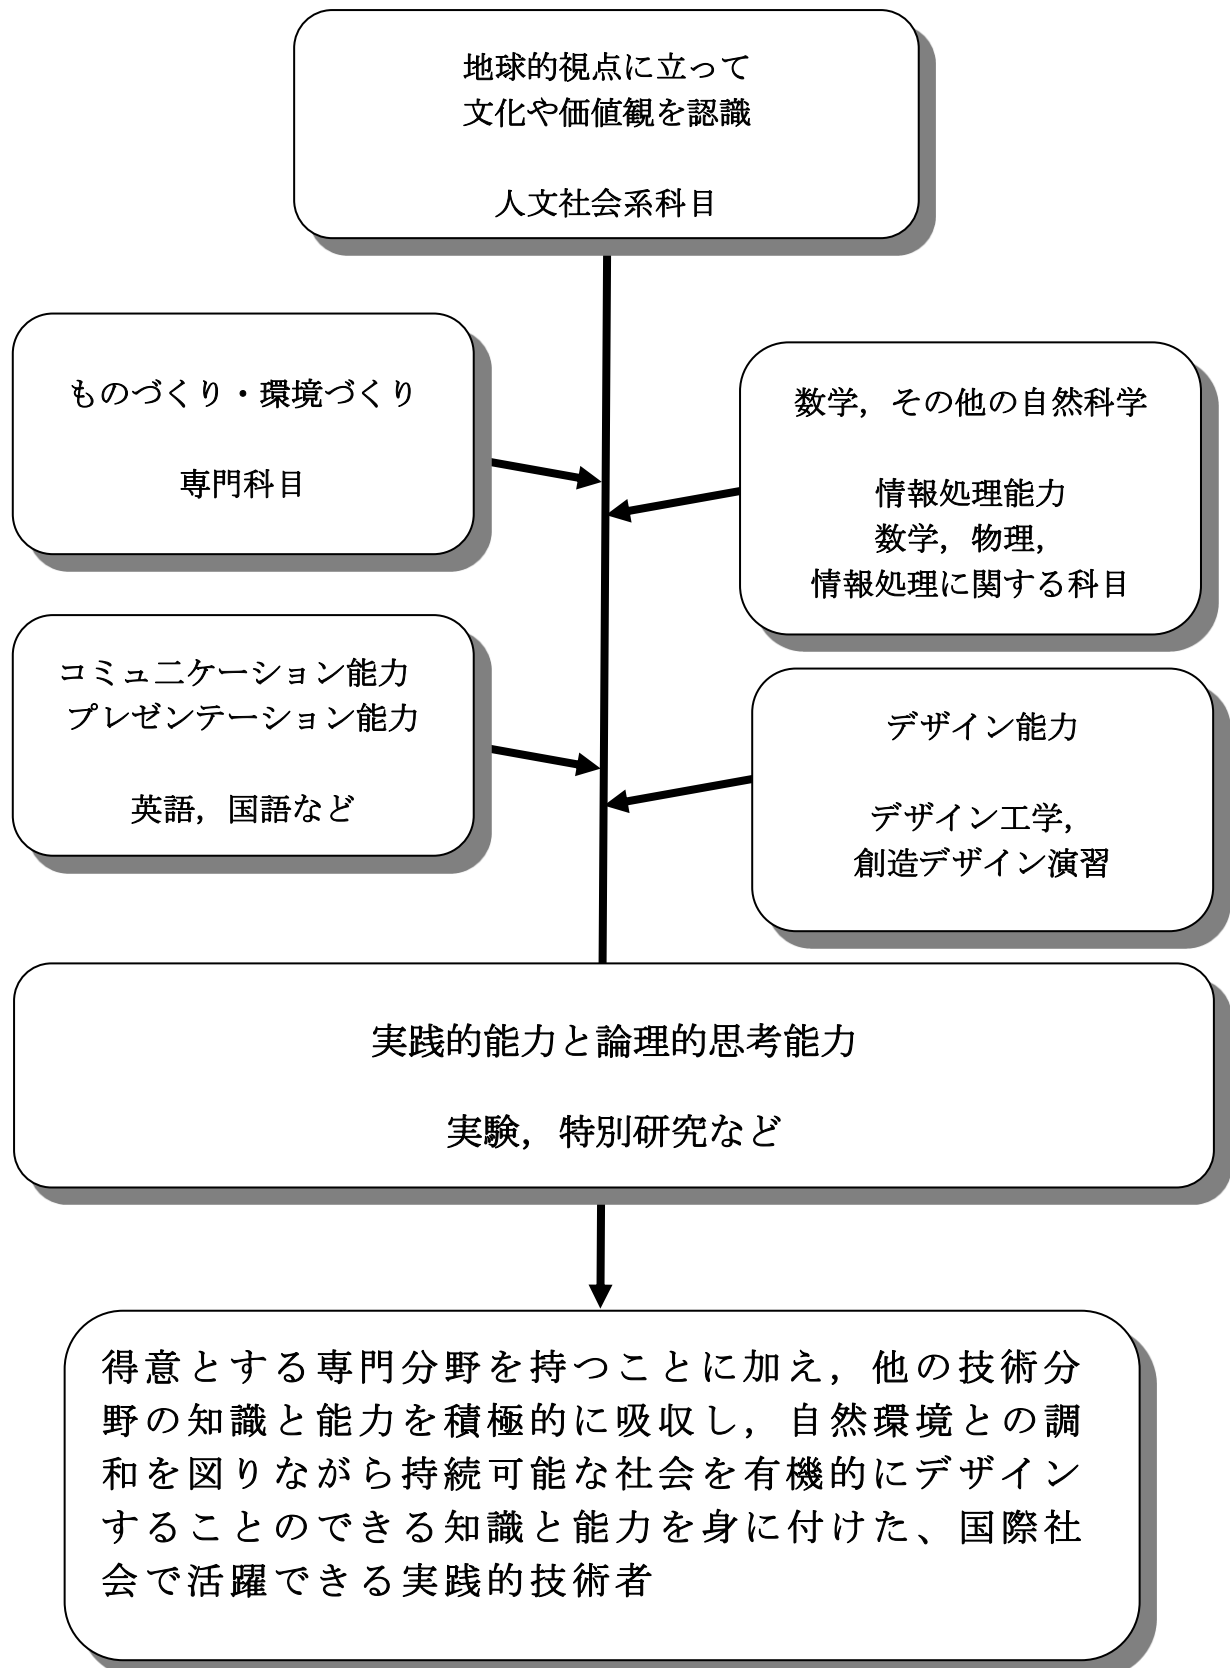 地球的視点に立って
文化や価値観を認識
人文社会系科目
ものづくり・環境づくり
専門科目
数学，その他の自然科学
情報処理能力
数学，物理，
情報処理に関する科目
コミュニケーション能力
プレゼンテーション能力
英語，国語など
デザイン能力
デザイン工学，
創造デザイン演習
実践的能力と論理的思考能力
実験，特別研究など
得意とする専門分野を持つことに加え，他の技術分
野の知識と能力を積極的に吸収し，自然環境との調
和を図りながら持続可能な社会を有機的にデザイン
することのできる知識と能力を身に付けた、国際社
会で活躍できる実践的技術者